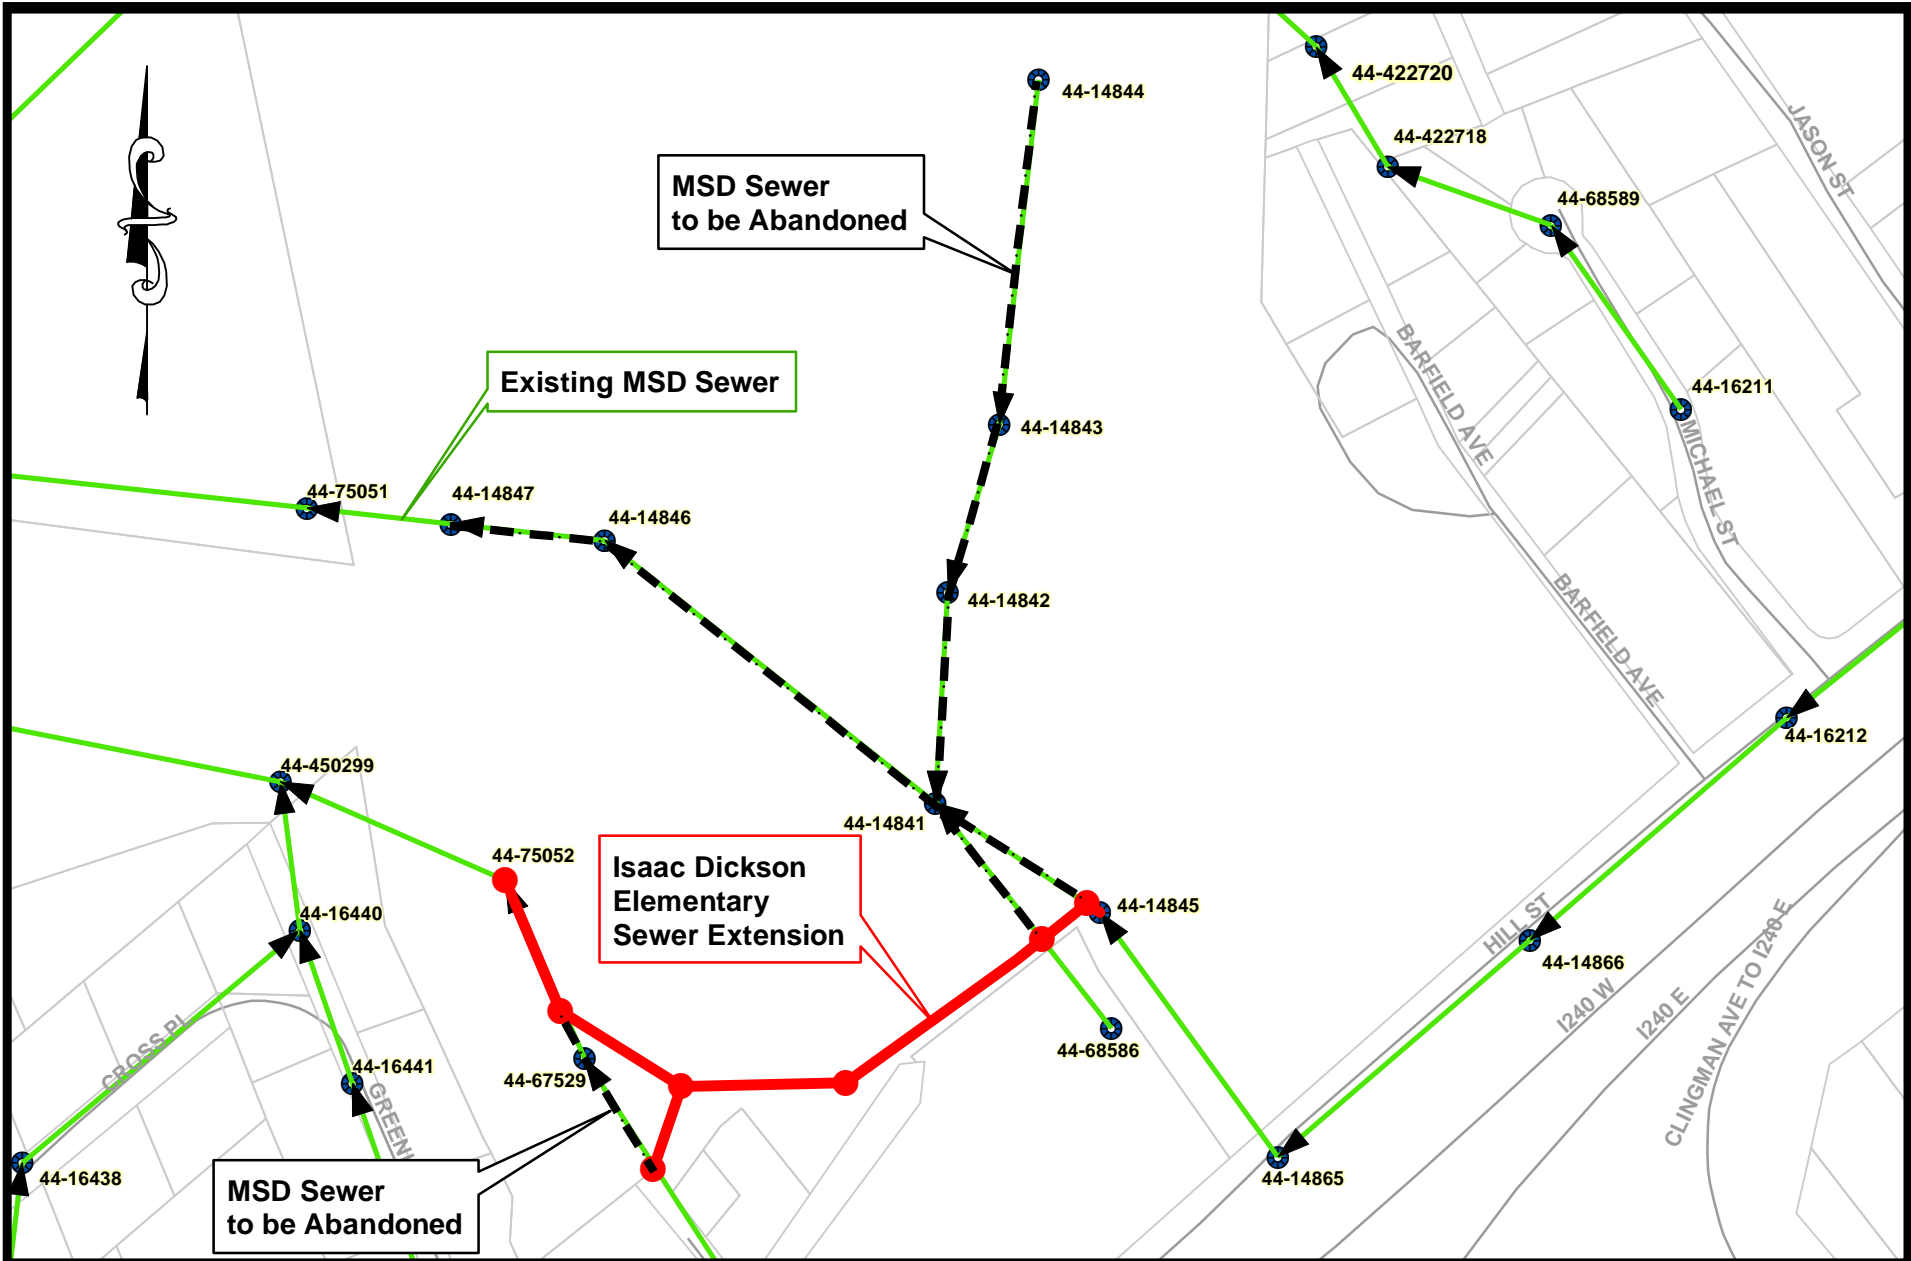 44-14844
44-422720
44-422718
JASON ST
MSD Sewer
to be Abandoned
44-68589
Existing MSD Sewer
BARFIELD AVE
44-16211
44-14843
MICHAEL ST
44-75051
44-14847
44-14846
44-14842
BARFIELD AVE
44-16212
44-450299
44-14841
44-75052
Isaac Dickson
Elementary
Sewer Extension
44-14845
44-16440
HILL ST
44-14866
I240 W
I240 E
CLINGMAN AVE TO I240 E
CROSS PL
44-16441
44-67529
44-68586
44-16438
44-14865
MSD Sewer
to be Abandoned